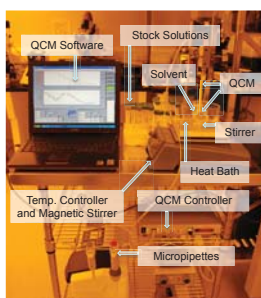 Stock Solutions
QCM Software
Solvent
QCM
Stirrer
Heat Bath
Temp. Controller
and Magnetic Stirrer
QCM Controller
Micropipettes